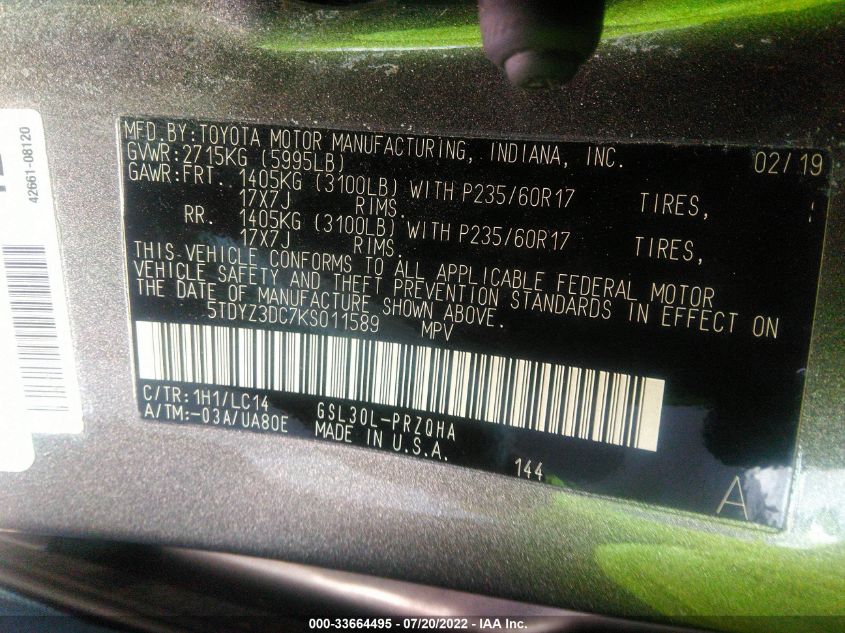 42661-08120
MFD.BY:TOYOTA MOTOR MANUFACTURING, INDIANA, INC. 02/19
GVWR:2715KG (5995LB)
GAWR:FRT. 1405KG (3100LB) WITH P235/60R17 TIRES,
17X7J RIMS.
RR. 1405KG (3100LB) WITH P235/60R17 TIRES,
17X7J RIMS.
THIS VEHICLE CONFORMS TO ALL APPLICABLE FEDERAL MOTOR
VEHICLE SAFETY AND THEFT PREVENTION STANDARDS IN EFFECT ON
THE DATE OF MANUFACTURE SHOWN ABOVE.
5TDYZ3DC7KS011589 MPV
C/TR:1H1/LC14 GSL30L-PRZQHA
A/TM:-03A/UA80E MADE IN U.S.A.
144
A
000-33664495 - 07/20/2022 - IAA Inc.